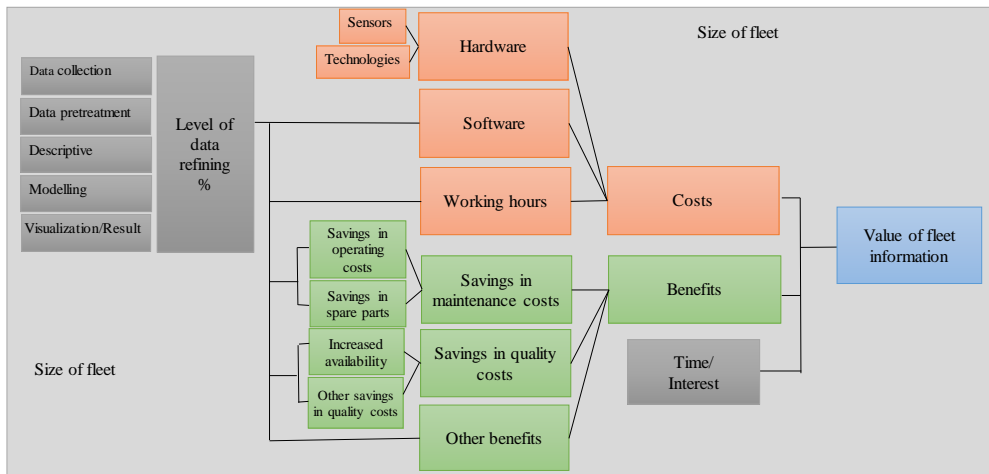 Size of fleet
Data collection
Data pretreatment
Descriptive
Modelling
Visualization/Result
Level of
data
refining
%
Sensors
Technologies
Hardware
Software
Working hours
Costs
Savings in
operating
costs
Savings in
spare parts
Savings in
maintenance costs
Increased
availability
Other savings
in quality costs
Savings in quality
costs
Other benefits
Benefits
Time/
Interest
Value of fleet
information
Size of fleet